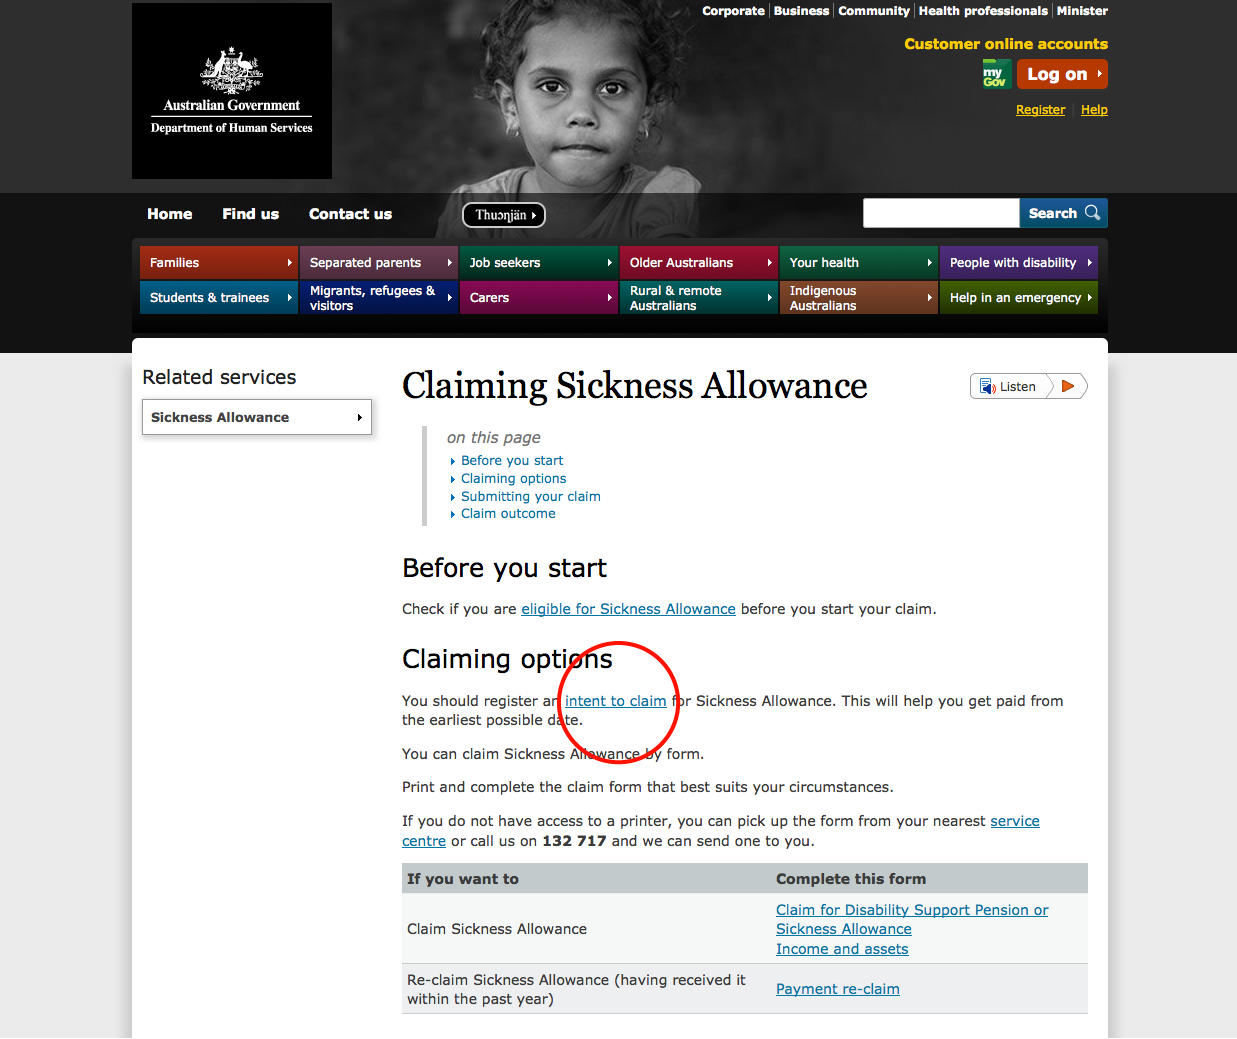 Corporate Business Community Health professionals Minister
Customer online accounts
my
Gov
Log on
Register Help
Australian Government
Department of Human Services
Home Find us Contact us
Thuɔŋjäŋ
Search
Families
Separated parents
Job seekers
Older Australians
Your health
People with disability
Students & trainees
Migrants, refugees &
visitors
Carers
Rural & remote
Australians
Indigenous
Australians
Help in an emergency
Related services
Sickness Allowance
Claiming Sickness Allowance
Listen
on this page
Before you start
Claiming options
Submitting your claim
Claim outcome
Before you start
Check if you are eligible for Sickness Allowance before you start your claim.
Claiming options
You should register an intent to claim for Sickness Allowance. This will help you get paid from
the earliest possible date.
You can claim Sickness Allowance by form.
Print and complete the claim form that best suits your circumstances.
If you do not have access to a printer, you can pick up the form from your nearest service
centre or call us on 132 717 and we can send one to you.
If you want to Complete this form
Claim Sickness Allowance
Claim for Disability Support Pension or
Sickness Allowance
Income and assets
Re-claim Sickness Allowance (having received it
within the past year)
Payment re-claim